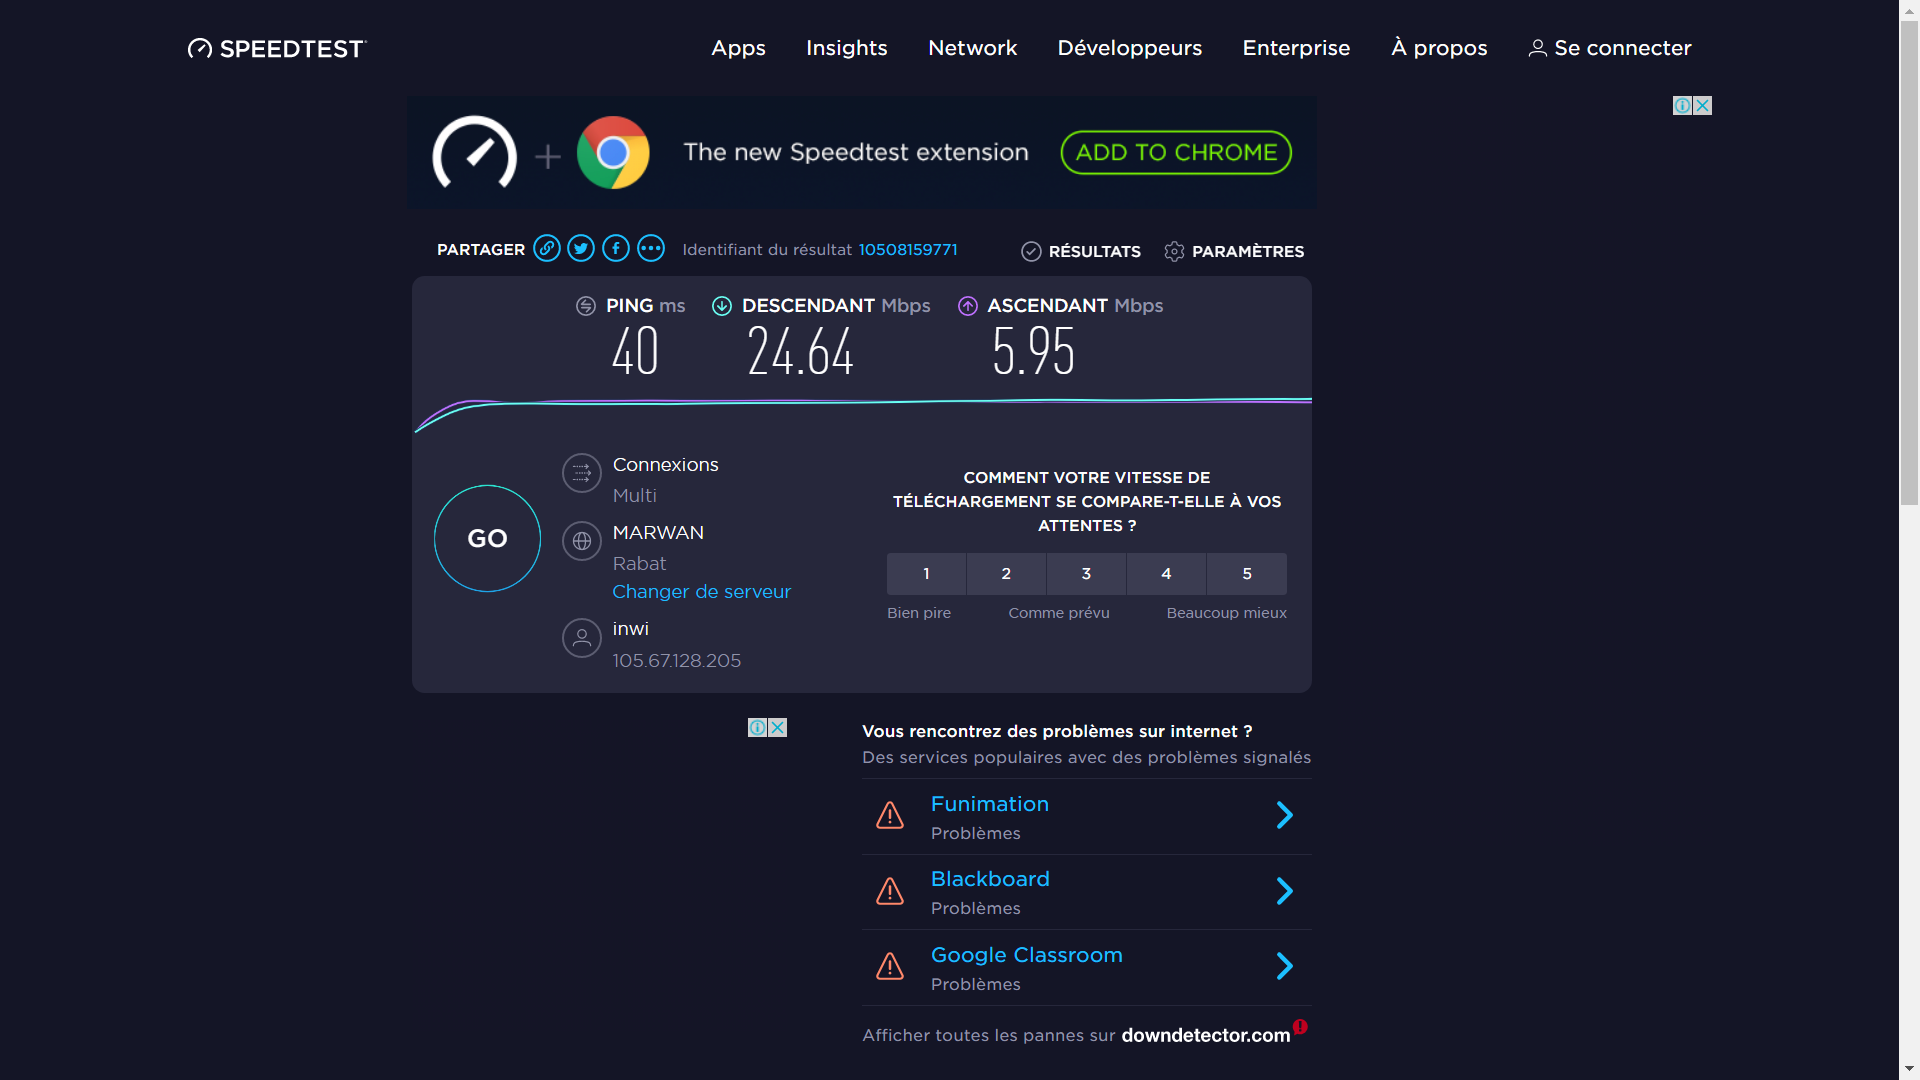 SPEEDTEST
Apps Insights Network Développeurs Enterprise À propos Se connecter
The new Speedtest extension ADD TO CHROME
PARTAGER Identifiant du résultat 10508159771 RÉSULTATS PARAMÈTRES
PING ms DESCENDANT Mbps ASCENDANT Mbps
40 24.64 5.95
Connexions
Multi
GO
MARWAN
Rabat
Changer de serveur
inwi
105.67.128.205
COMMENT VOTRE VITESSE DE
TÉLÉCHARGEMENT SE COMPARE-T-ELLE À VOS
ATTENTES ?
1 2 3 4 5
Bien pire Comme prévu Beaucoup mieux
Vous rencontrez des problèmes sur internet ?
Des services populaires avec des problèmes signalés
Funimation
Problèmes
Blackboard
Problèmes
Google Classroom
Problèmes
Afficher toutes les pannes sur downdetector.com